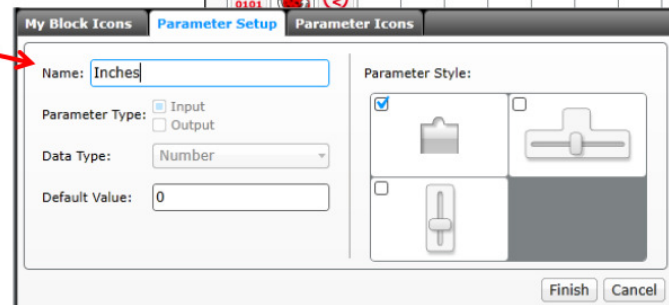 0101
My Block Icons Parameter Setup Parameter Icons
Name: Inches
Parameter Style:
Parameter Type: Input
Output
Data Type: Number
Default Value: 0
Finish Cancel